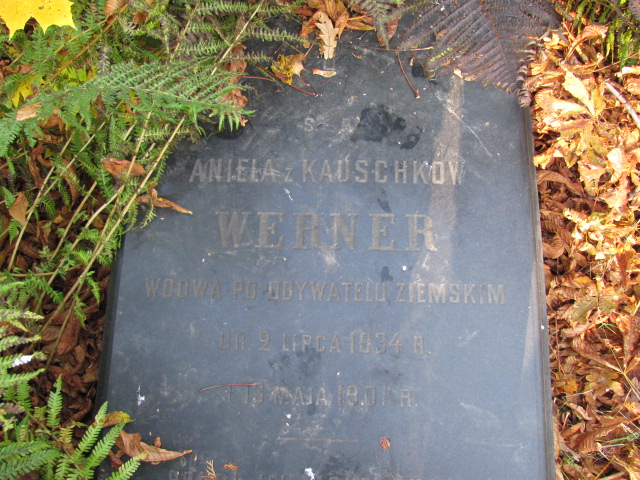 Ś. P.
ANIELA z KAUSCHKÓW
WERNER
WDOWA PO OBYWATELU ZIEMSKIM
UR. 9 LIPCA 1834 R.
† 19 MAJA 1901 R.